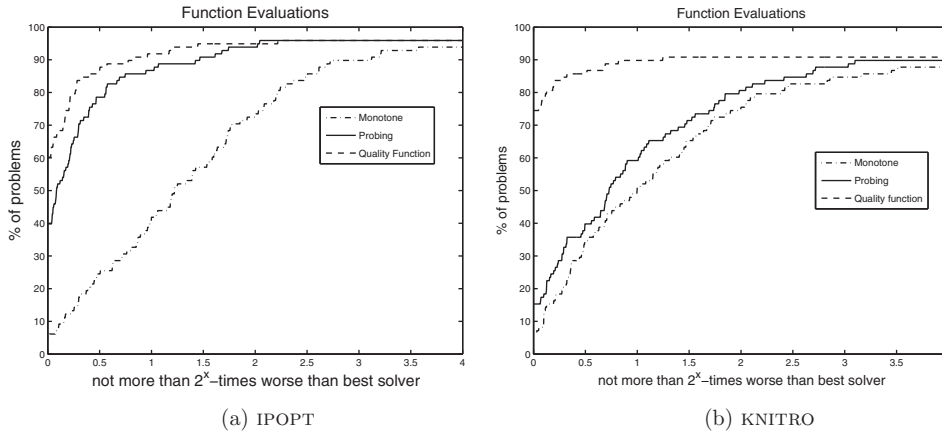 Function Evaluations
100
90
80
70
60
50
40
30
20
10
0
% of problems
Monotone
Probing
Quality Function
0 0.5 1 1.5 2 2.5 3 3.5 4
not more than 2^x-times worse than best solver
(a) IPOPT
Function Evaluations
100
90
80
70
60
50
40
30
20
10
0
% of problems
Monotone
Probing
Quality function
0 0.5 1 1.5 2 2.5 3 3.5
not more than 2^x-times worse than best solver
(b) KNITRO